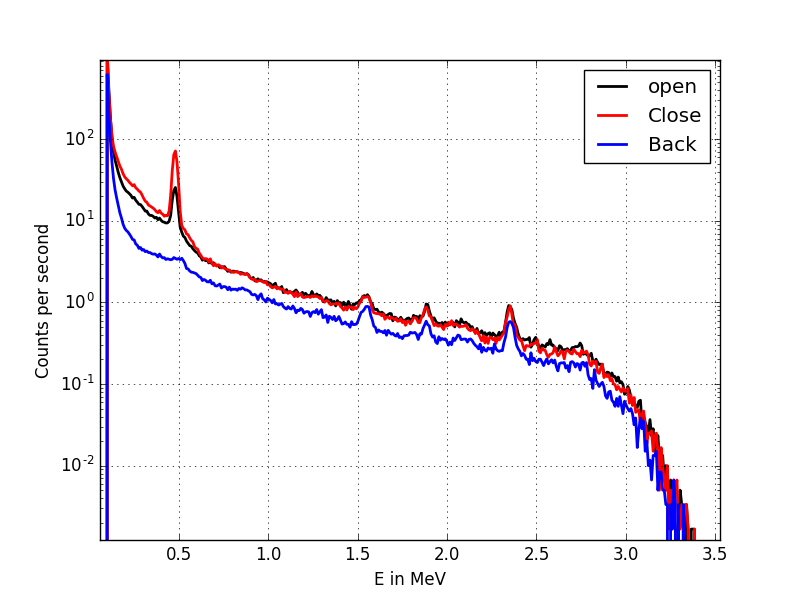 open
Close
Back
10²
10¹
10⁰
10⁻¹
10⁻²
Counts per second
0.5 1.0 1.5 2.0 2.5 3.0 3.5
E in MeV